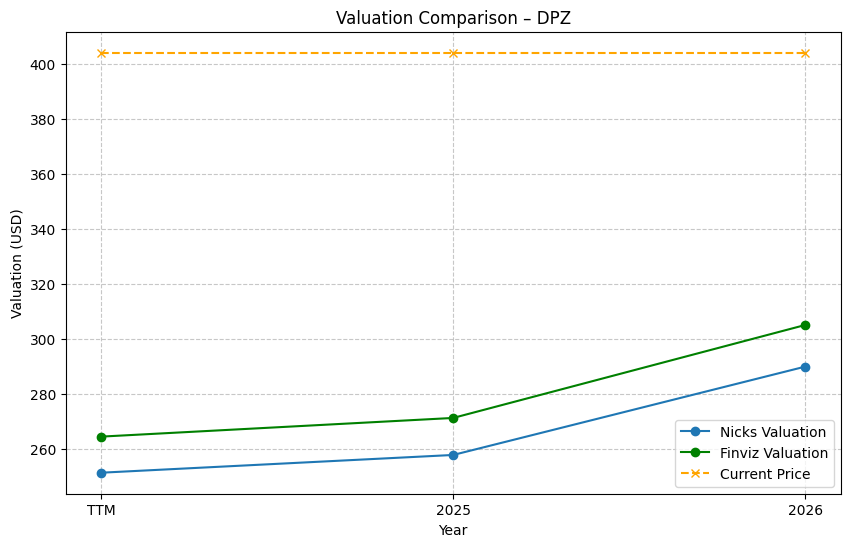 Valuation Comparison – DPZ
Valuation (USD)
400
380
360
340
320
300
280
260
TTM
2025
2026
Year
Nicks Valuation
Finviz Valuation
Current Price